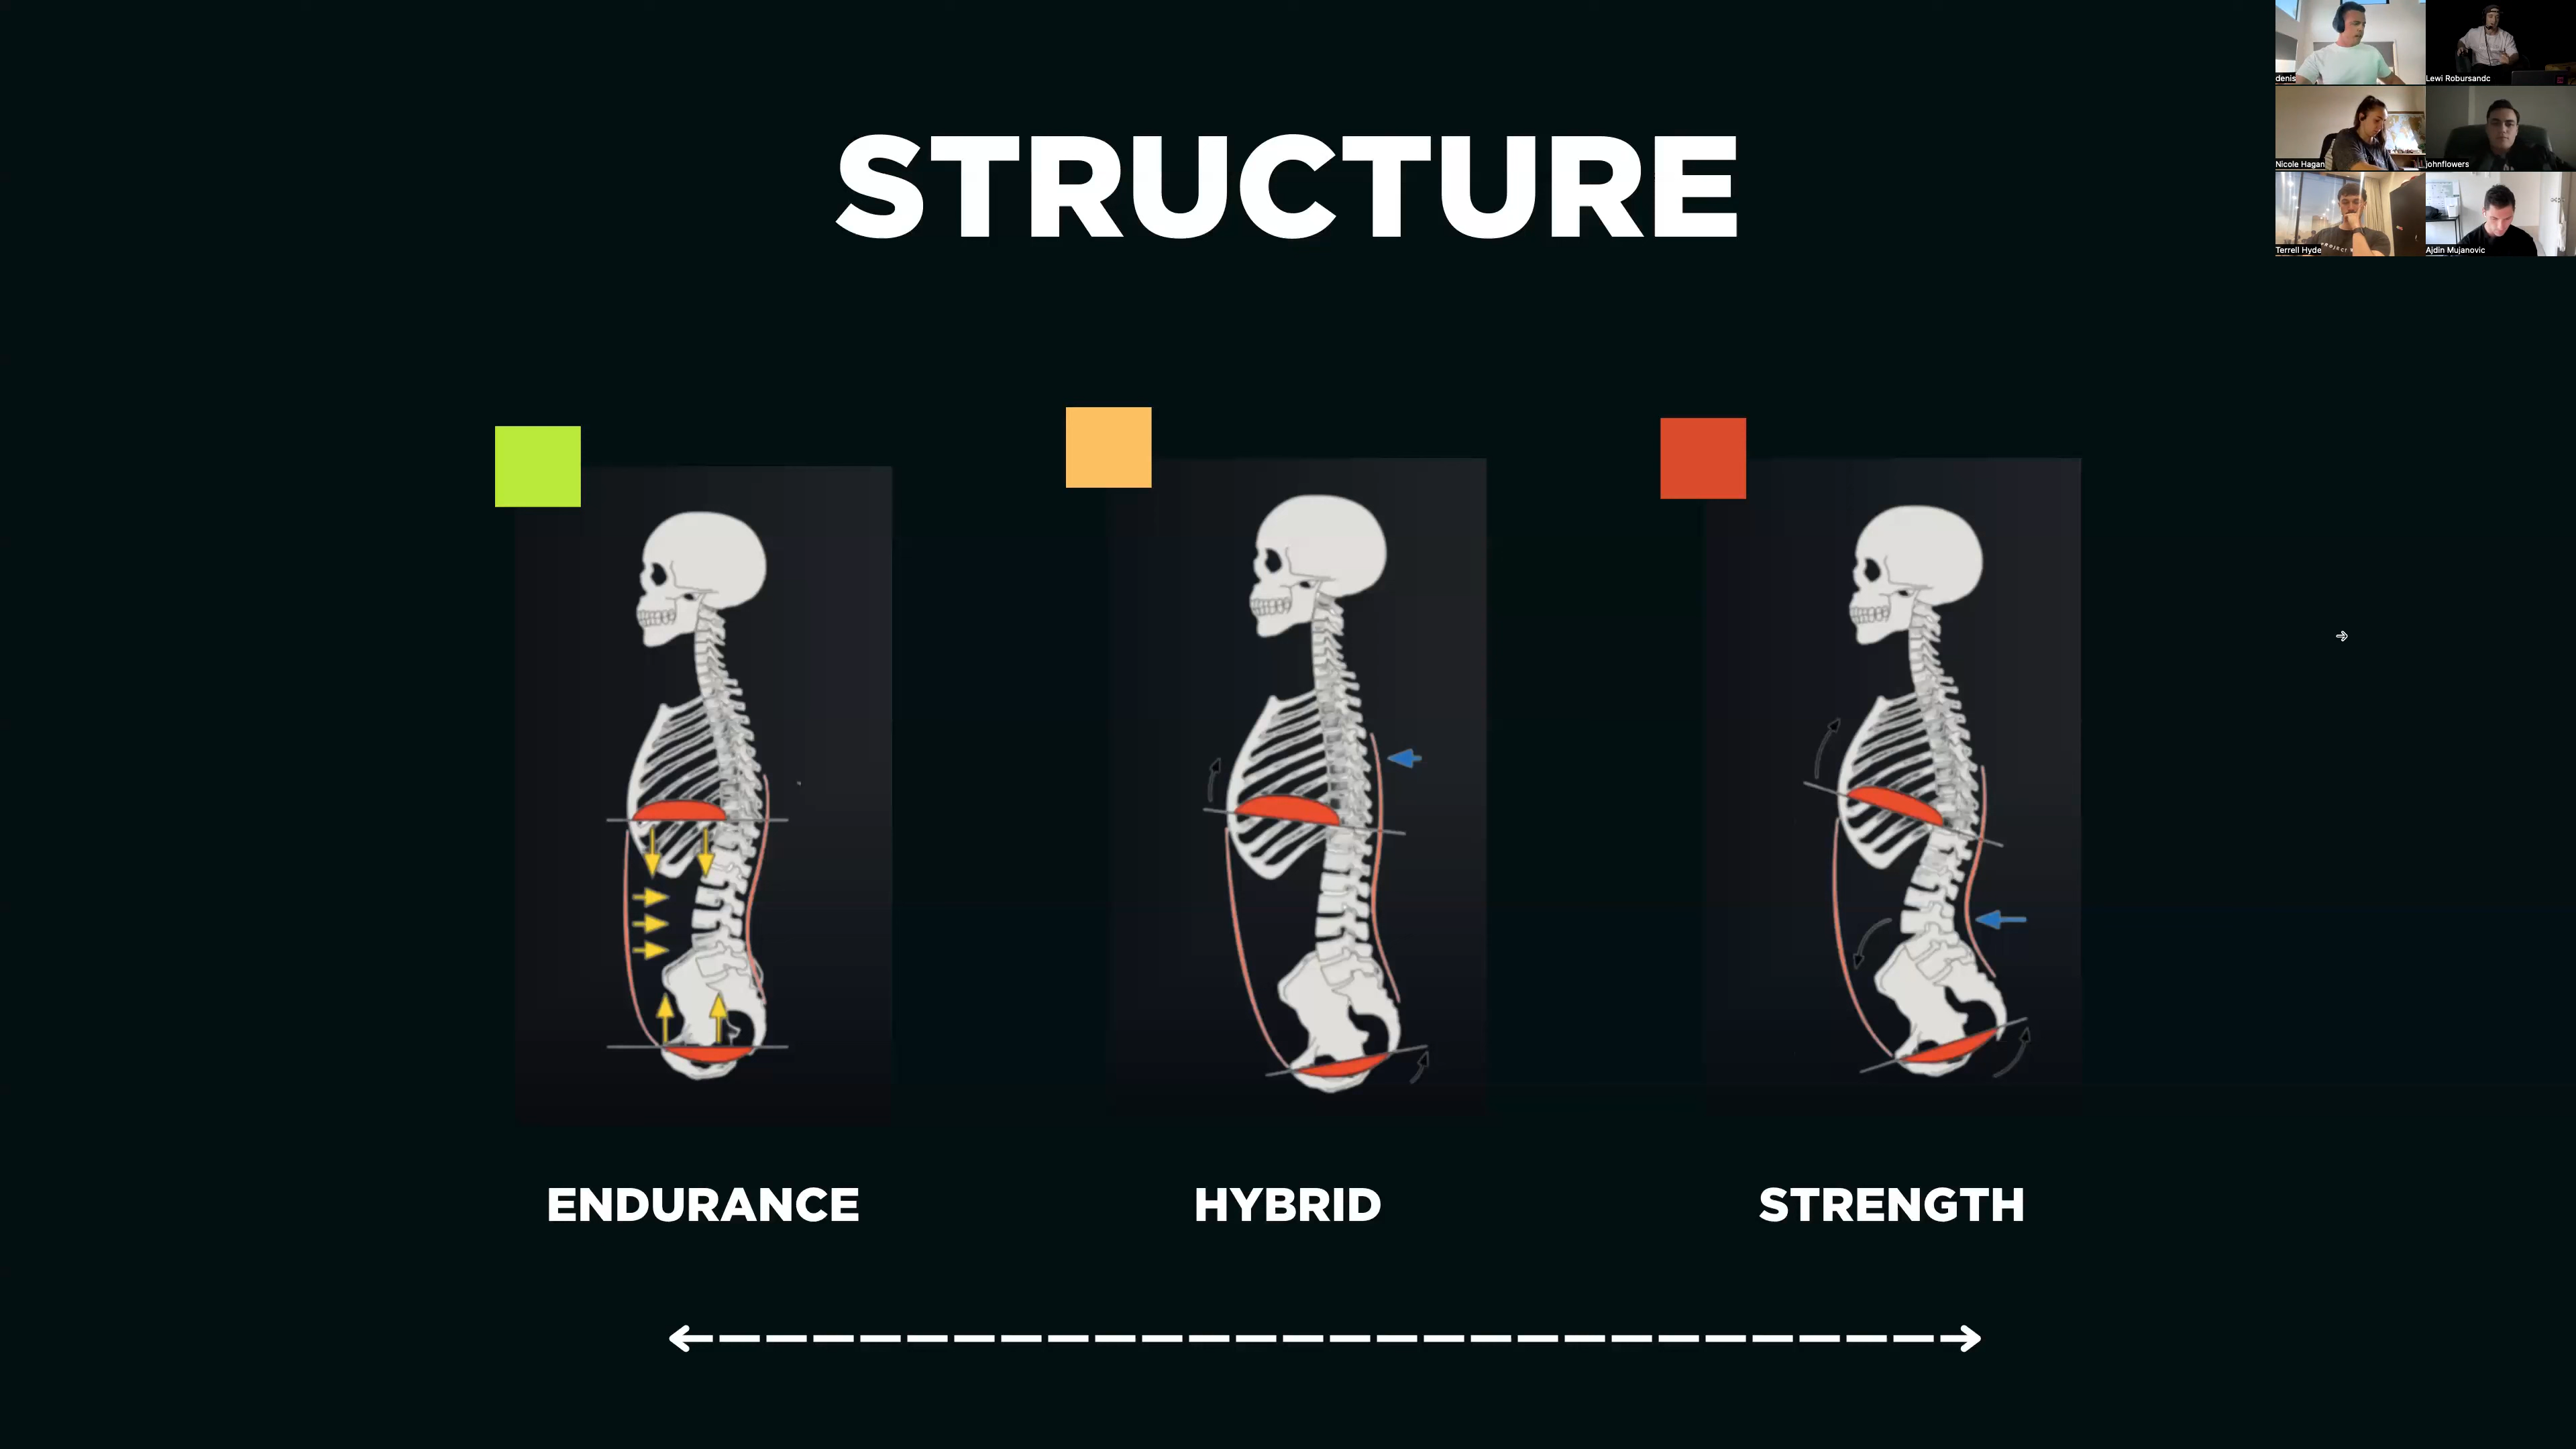 STRUCTURE
denis
Lewi Robursandc
Nicole Hagan
johnflowers
Terrell Hyde
Ajdin Mujanovic
ENDURANCE
HYBRID
STRENGTH